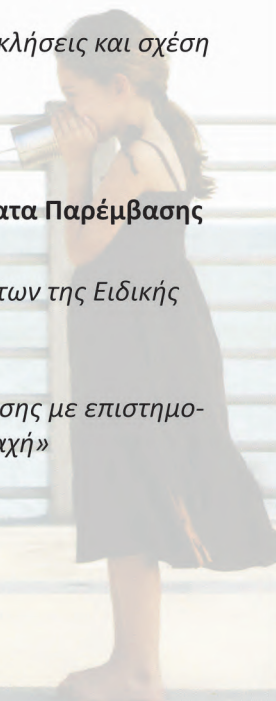 κλήσεις και σχέση
ατα Παρέμβασης
των της Ειδικής
σης με επιστημο-
αχή»